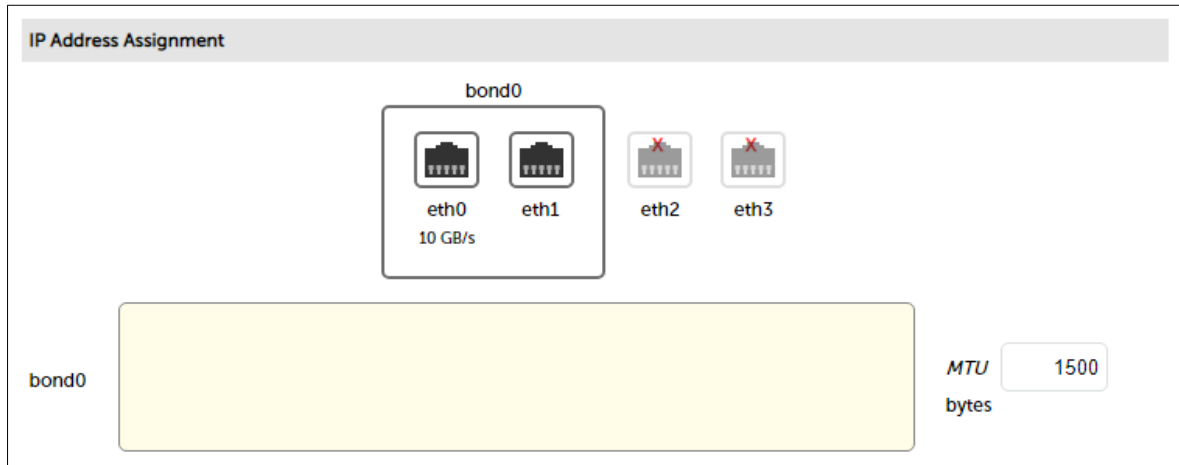 IP Address Assignment
bond0
eth0 eth1 eth2 eth3
10 GB/s
bond0
MTU 1500
bytes